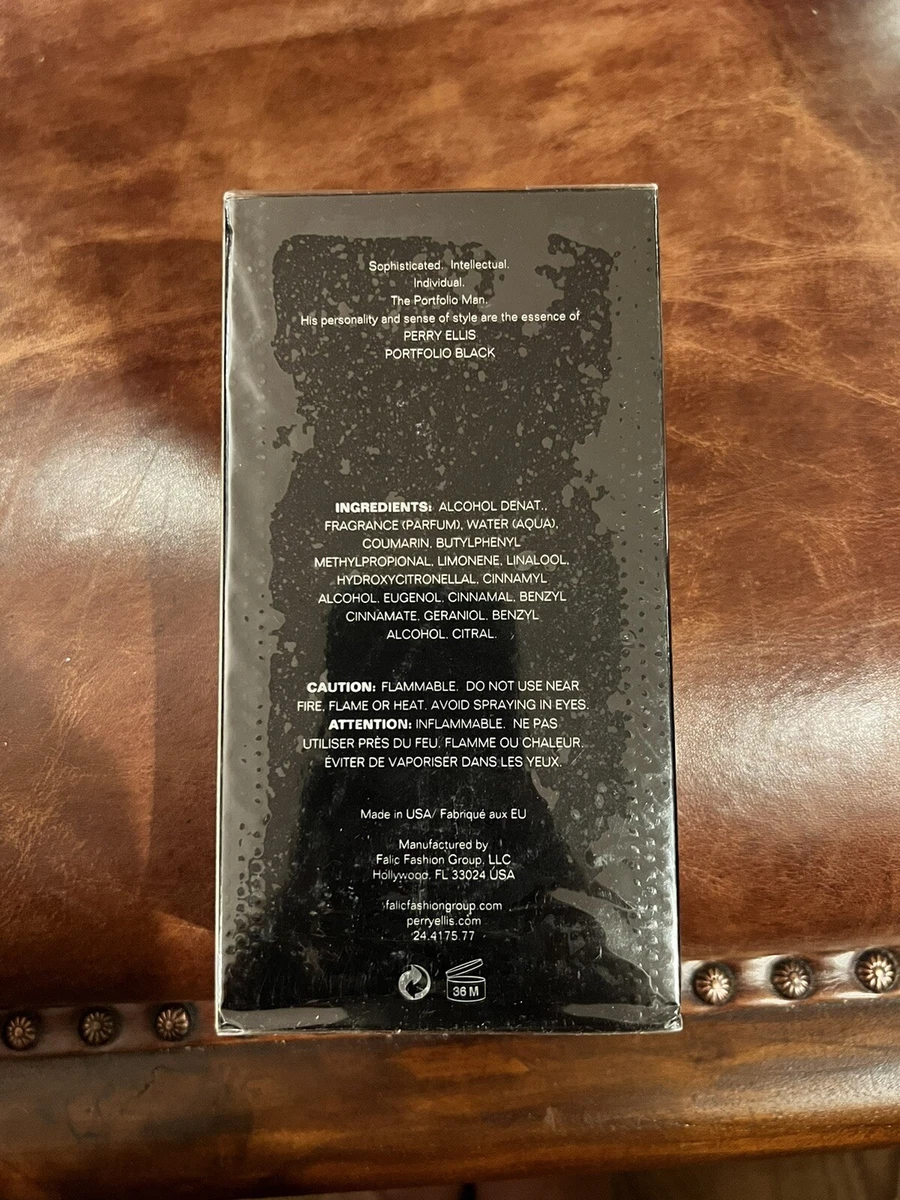 Sophisticated. Intellectual.
Individual.
The Portfolio Man.
His personality and sense of style are the essence of
PERRY ELLIS
PORTFOLIO BLACK
INGREDIENTS: ALCOHOL DENAT.,
FRAGRANCE (PARFUM), WATER (AQUA),
COUMARIN, BUTYLPHENYL
METHYLPROPIONAL, LIMONENE, LINALOOL,
HYDROXYCITRONELLAL, CINNAMYL
ALCOHOL, EUGENOL, CINNAMAL, BENZYL
CINNAMATE, GERANIOL, BENZYL
ALCOHOL, CITRAL.
CAUTION: FLAMMABLE. DO NOT USE NEAR
FIRE, FLAME OR HEAT. AVOID SPRAYING IN EYES.
ATTENTION: INFLAMMABLE. NE PAS
UTILISER PRÈS DU FEU, FLAMME OU CHALEUR.
ÉVITER DE VAPORISER DANS LES YEUX.
Made in USA/ Fabriqué aux EU
Manufactured by
Falic Fashion Group, LLC
Hollywood, FL 33024 USA
falicfashiongroup.com
perryellis.com
24.4175.77
36 M